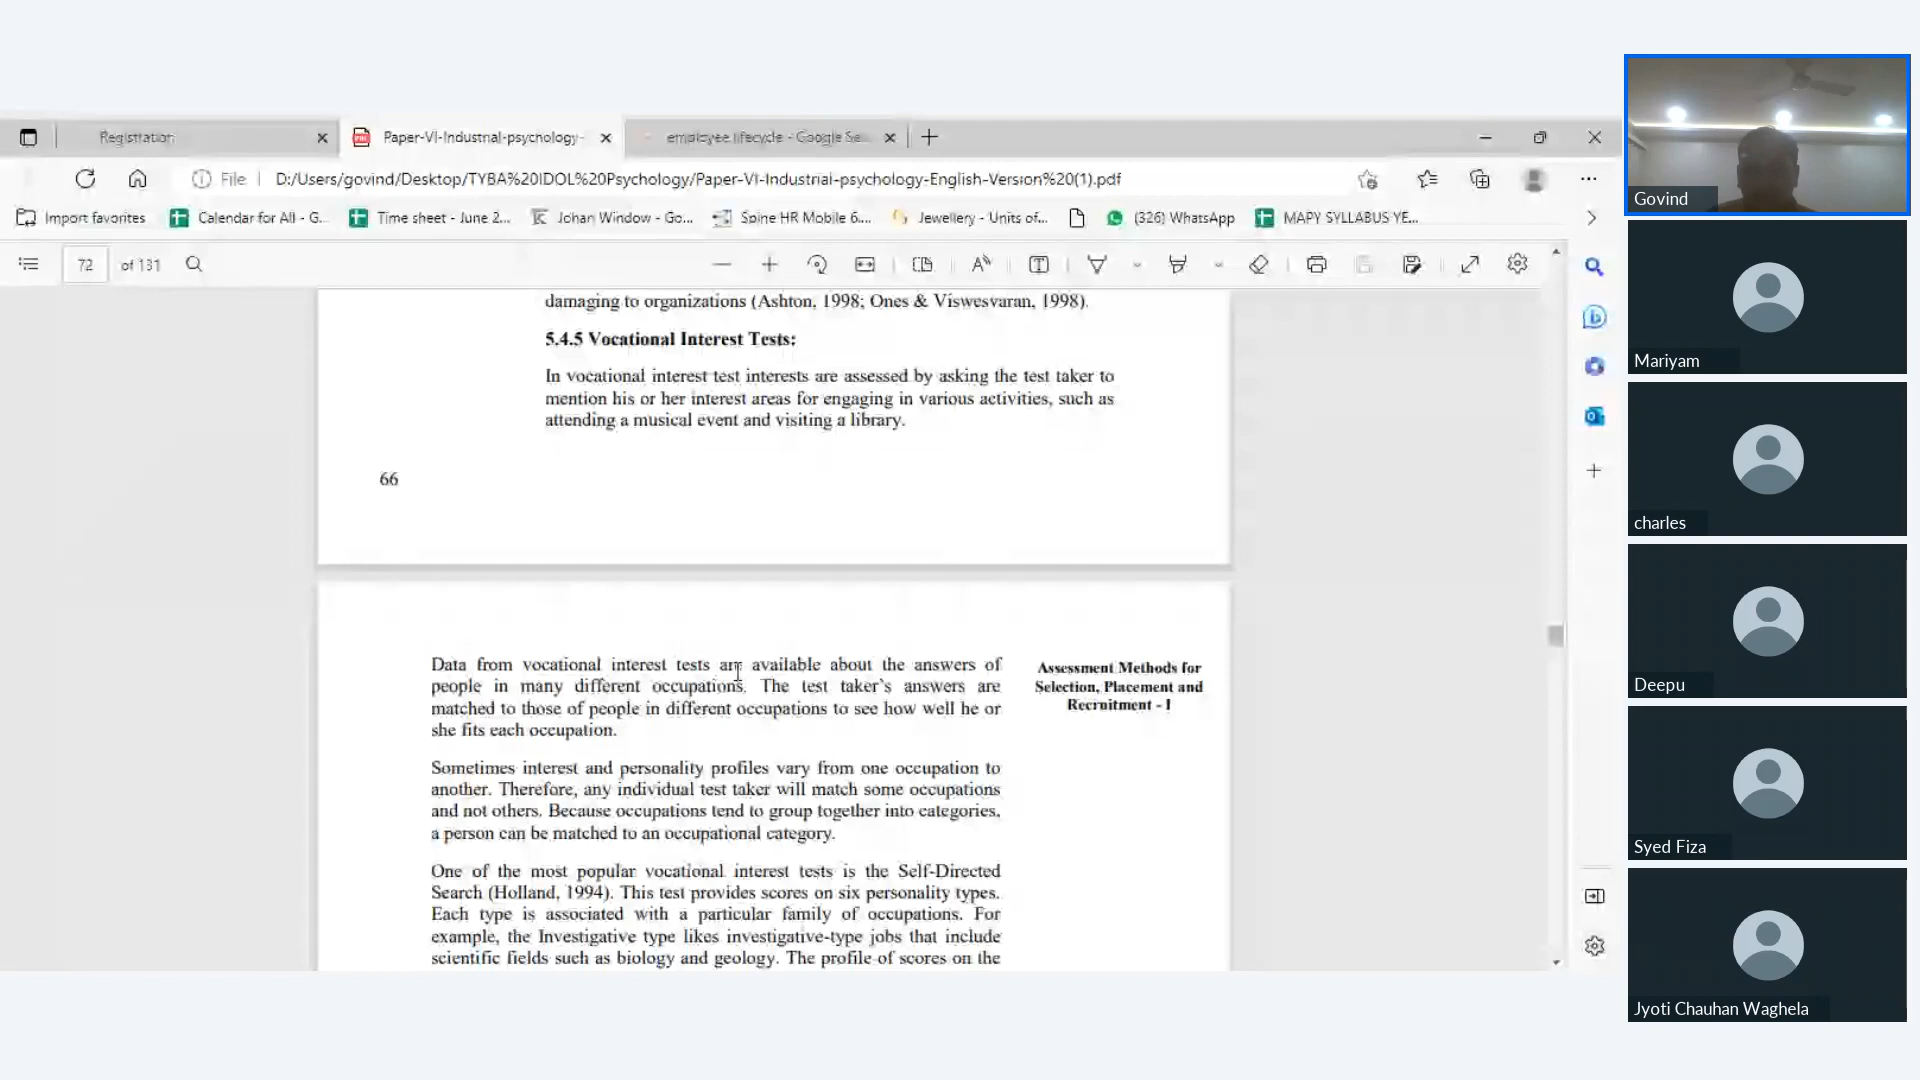 Registration
Paper-VI-Industrial-psychology-
employee lifecycle - Google Se...
File
D:/Users/govind/Desktop/TYBA%20IDOL%20Psychology/Paper-VI-Industrial-psychology-English-Version%20(1).pdf
Import favorites
Calendar for All - G...
Time sheet - June 2...
Johan Window - Go...
Spine HR Mobile 6....
Jewellery - Units of...
(326) WhatsApp
MAPY SYLLABUS YE...
72 of 131
damaging to organizations (Ashton, 1998; Ones & Viswesvaran, 1998).
5.4.5 Vocational Interest Tests:
In vocational interest test interests are assessed by asking the test taker to
mention his or her interest areas for engaging in various activities, such as
attending a musical event and visiting a library.
66
Data from vocational interest tests are available about the answers of
people in many different occupations. The test taker's answers are
matched to those of people in different occupations to see how well he or
she fits each occupation.
Assessment Methods for
Selection, Placement and
Recruitment - I
Sometimes interest and personality profiles vary from one occupation to
another. Therefore, any individual test taker will match some occupations
and not others. Because occupations tend to group together into categories,
a person can be matched to an occupational category.
One of the most popular vocational interest tests is the Self-Directed
Search (Holland, 1994). This test provides scores on six personality types.
Each type is associated with a particular family of occupations. For
example, the Investigative type likes investigative-type jobs that include
scientific fields such as biology and geology. The profile of scores on the
Govind
Mariyam
charles
Deepu
Syed Fiza
Jyoti Chauhan Waghela